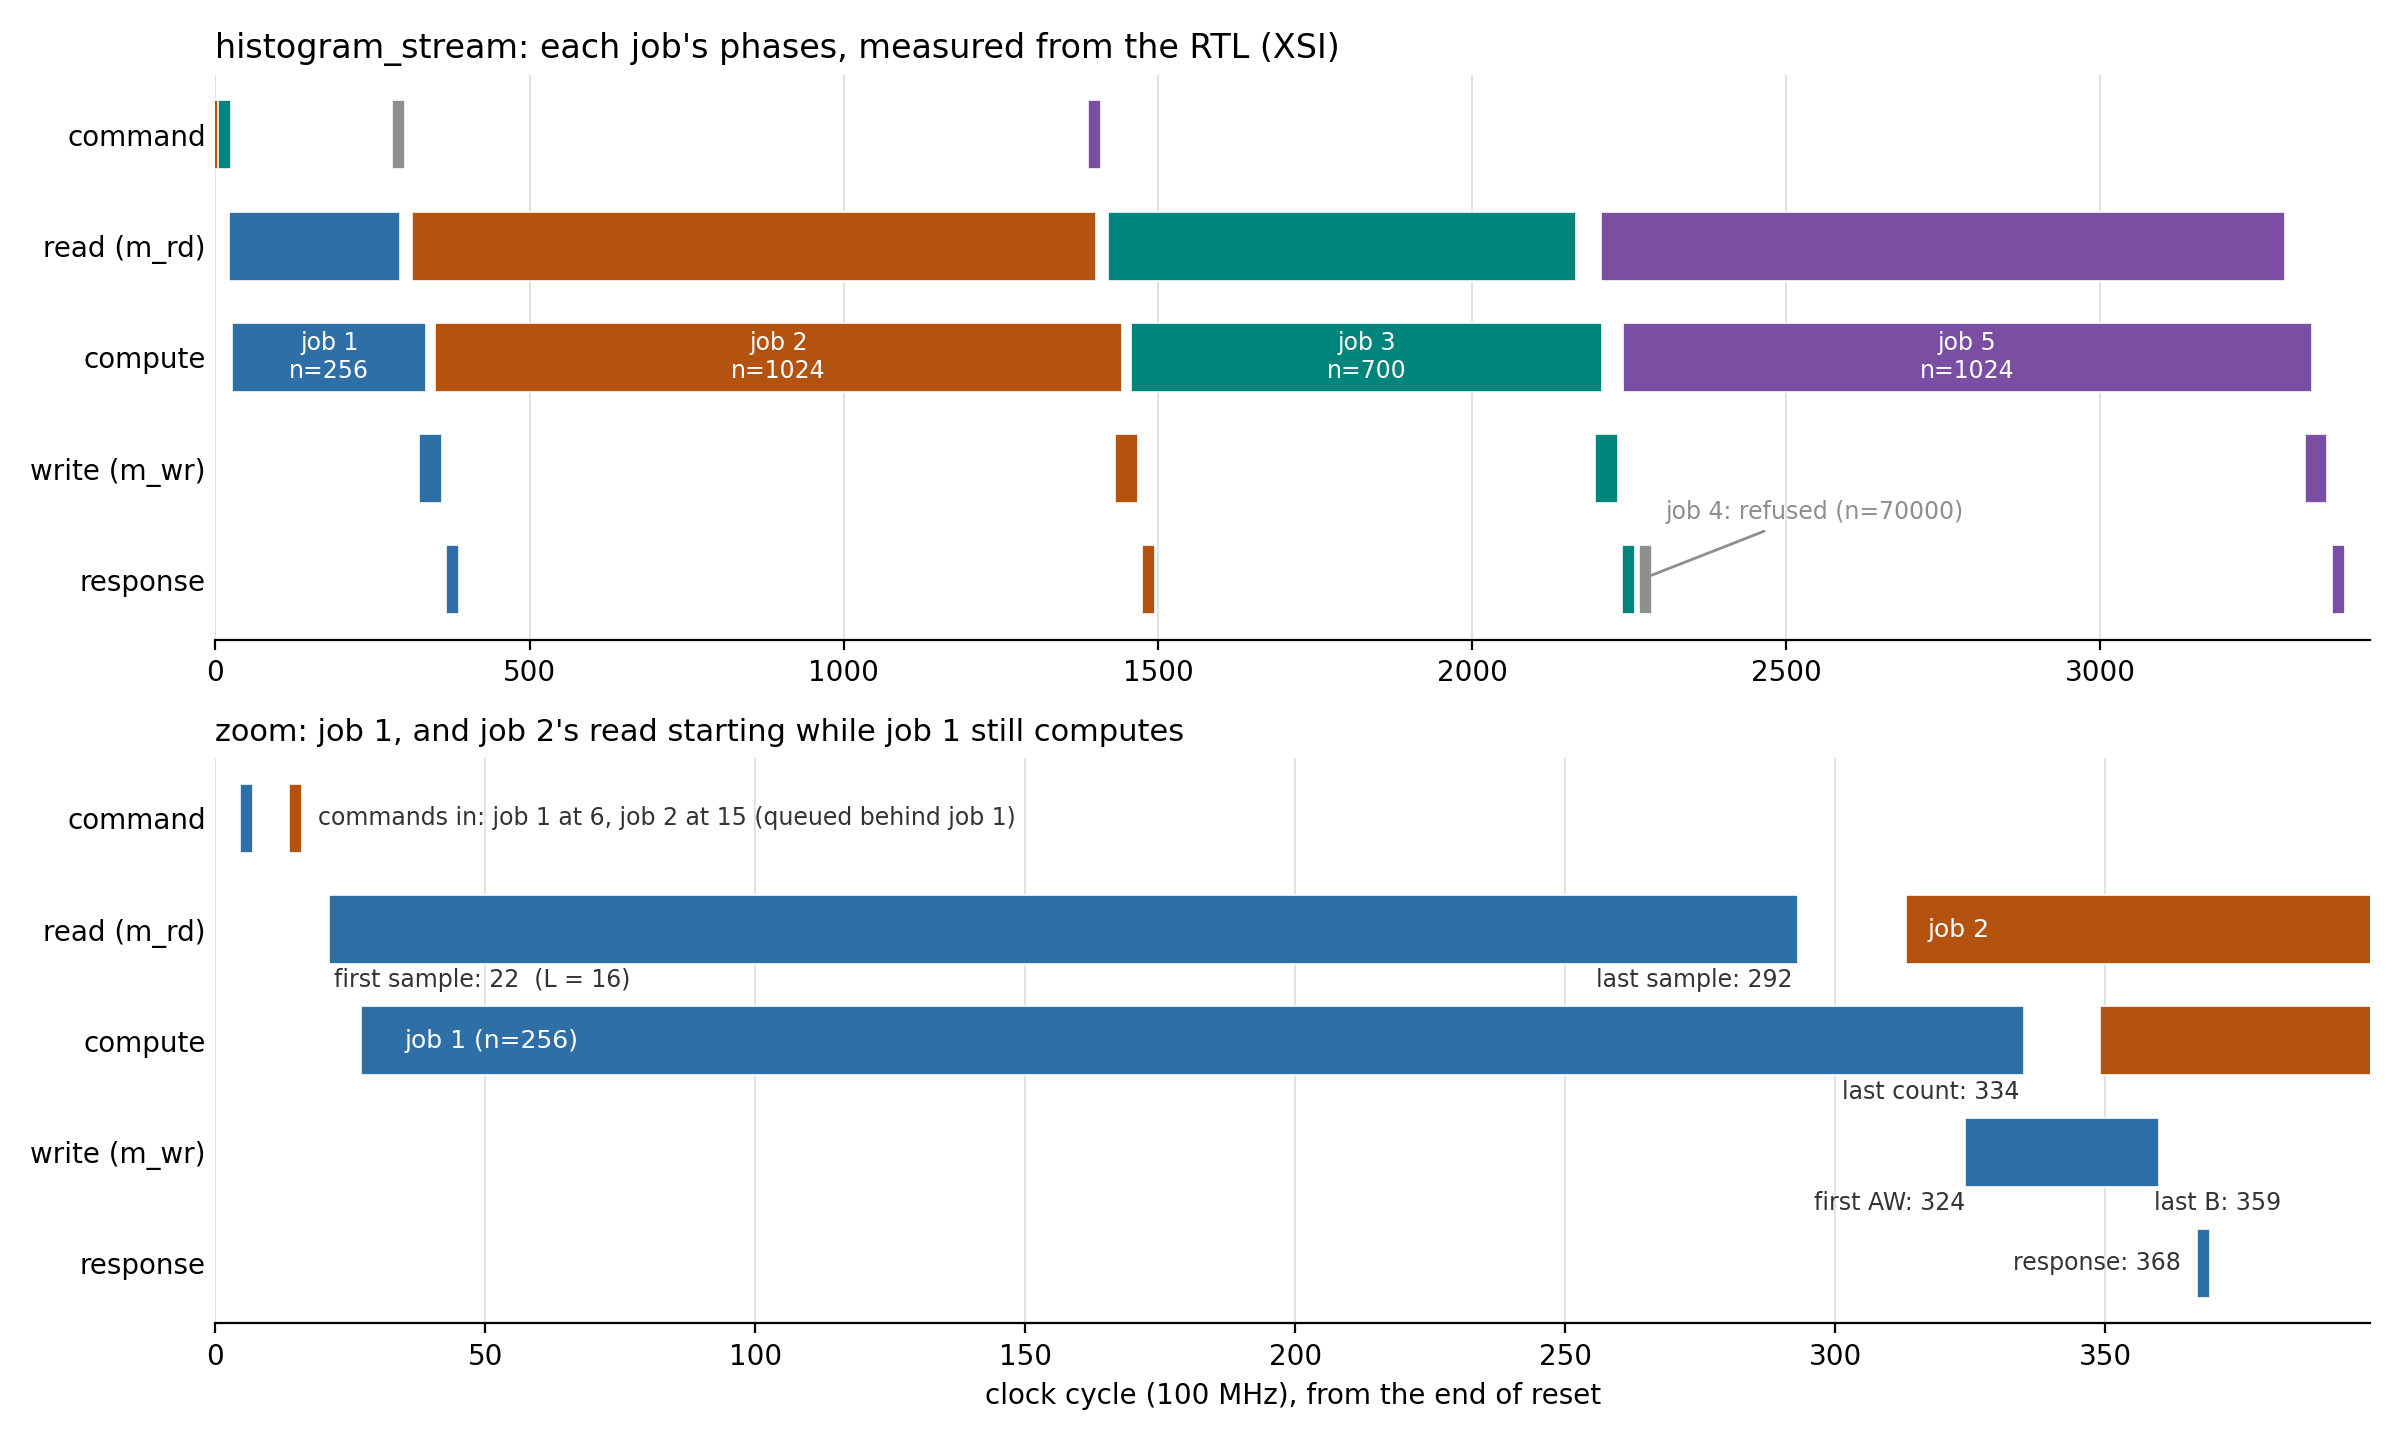 histogram_stream: each job's phases, measured from the RTL (XSI)
command
read (m_rd)
compute
job 1
n=256
job 2
n=1024
job 3
n=700
job 5
n=1024
write (m_wr)
job 4: refused (n=70000)
response
0 500 1000 1500 2000 2500 3000
zoom: job 1, and job 2's read starting while job 1 still computes
command
commands in: job 1 at 6, job 2 at 15 (queued behind job 1)
read (m_rd)
job 2
first sample: 22 (L = 16)
last sample: 292
compute
job 1 (n=256)
last count: 334
write (m_wr)
first AW: 324
last B: 359
response
response: 368
0 50 100 150 200 250 300 350
clock cycle (100 MHz), from the end of reset